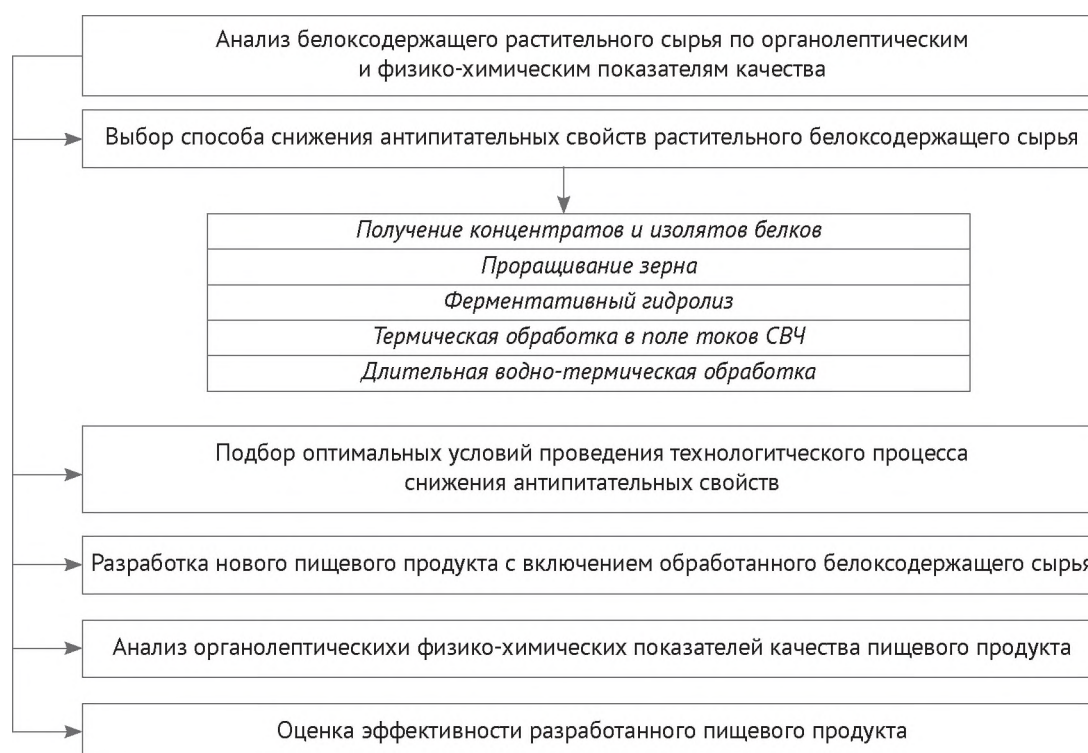 Анализ белоксодержащего растительного сырья по органолептическим
и физико-химическим показателям качества
Выбор способа снижения антипитательных свойств растительного белоксодержащего сырья
Получение концентратов и изолятов белков
Проращивание зерна
Ферментативный гидролиз
Термическая обработка в поле токов СВЧ
Длительная водно-термическая обработка
Подбор оптимальных условий проведения технологитческого процесса
снижения антипитательных свойств
Разработка нового пищевого продукта с включением обработанного белоксодержащего сырья
Анализ органолептическихи физико-химических показателей качества пищевого продукта
Оценка эффективности разработанного пищевого продукта